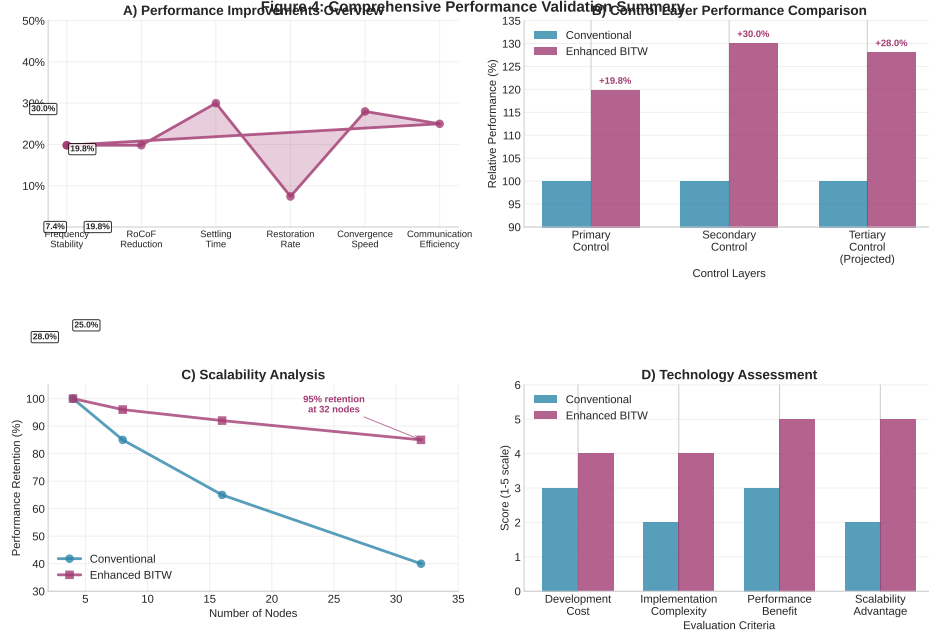 Figure 4: Comprehensive Performance Validation Summary
A) Performance Improvements Overview
50%
40%
30%
20%
10%
30.0%
19.8%
7.4%
19.8%
28.0%
25.0%
Frequency
Stability
RoCoF
Reduction
Settling
Time
Restoration
Rate
Convergence
Speed
Communication
Efficiency
B) Control Layer Performance Comparison
Conventional
Enhanced BITW
Relative Performance (%)
135
130
125
120
115
110
105
100
95
90
+19.8%
+30.0%
+28.0%
Primary
Control
Secondary
Control
Tertiary
Control
(Projected)
Control Layers
C) Scalability Analysis
Performance Retention (%)
100
90
80
70
60
50
40
30
95% retention
at 32 nodes
Conventional
Enhanced BITW
5
10
15
20
25
30
35
Number of Nodes
D) Technology Assessment
Conventional
Enhanced BITW
Score (1-5 scale)
6
5
4
3
2
1
0
Development
Cost
Implementation
Complexity
Performance
Benefit
Scalability
Advantage
Evaluation Criteria